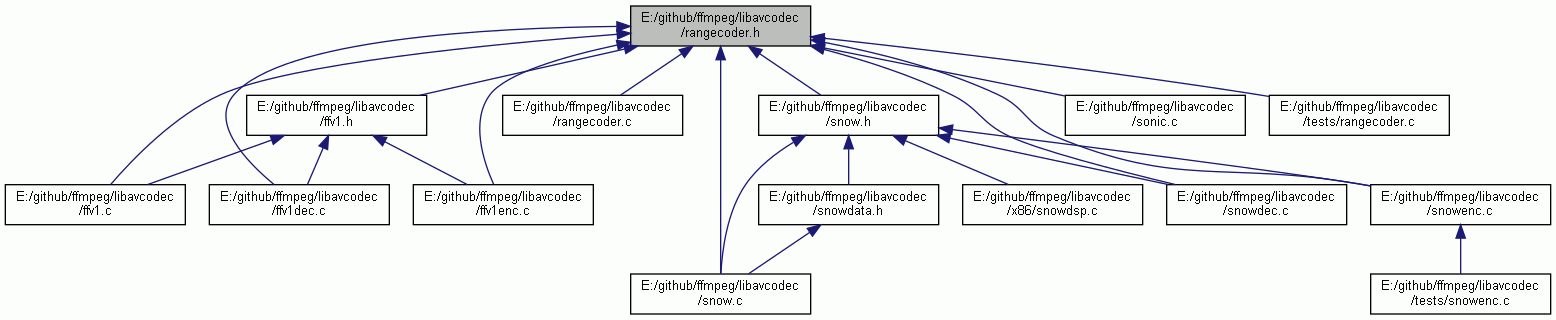 E:/github/ffmpeg/libavcodec
/rangecoder.h
E:/github/ffmpeg/libavcodec
/ffv1.h
E:/github/ffmpeg/libavcodec
/rangecoder.c
E:/github/ffmpeg/libavcodec
/snow.h
E:/github/ffmpeg/libavcodec
/sonic.c
E:/github/ffmpeg/libavcodec
/tests/rangecoder.c
E:/github/ffmpeg/libavcodec
/ffv1.c
E:/github/ffmpeg/libavcodec
/ffv1dec.c
E:/github/ffmpeg/libavcodec
/ffv1enc.c
E:/github/ffmpeg/libavcodec
/snowdata.h
E:/github/ffmpeg/libavcodec
/x86/snowdsp.c
E:/github/ffmpeg/libavcodec
/snowdec.c
E:/github/ffmpeg/libavcodec
/snowenc.c
E:/github/ffmpeg/libavcodec
/snow.c
E:/github/ffmpeg/libavcodec
/tests/snowenc.c